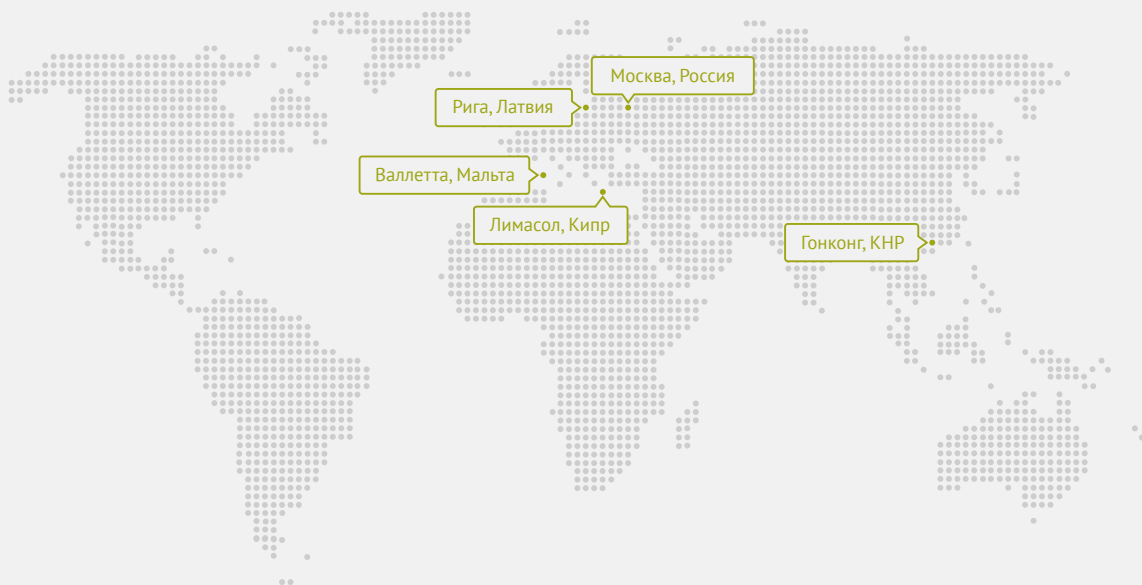 Москва, Россия
Рига, Латвия
Валлетта, Мальта
Лимасол, Кипр
Гонконг, КНР